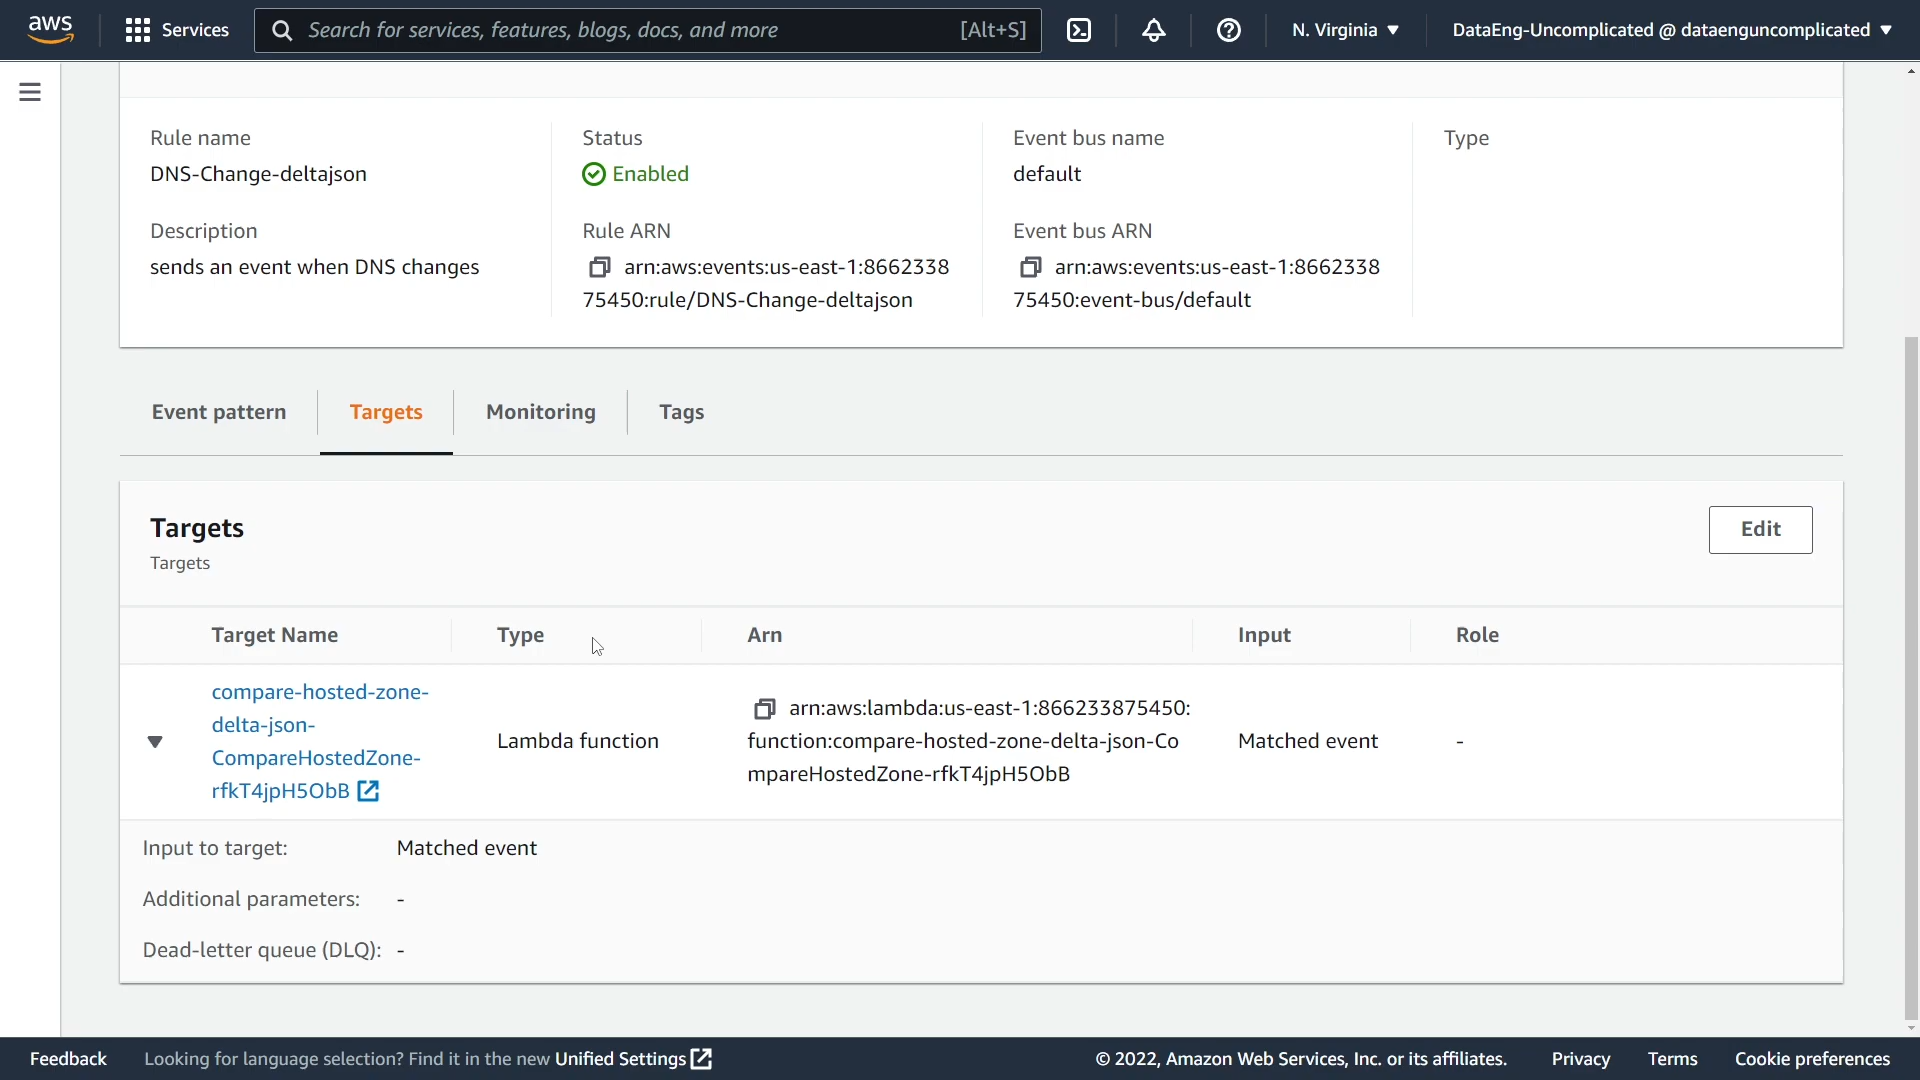 aws
Services
Search for services, features, blogs, docs, and more
[Alt+S]
N. Virginia
DataEng-Uncomplicated @ dataenguncomplicated
Rule name
DNS-Change-deltajson
Status
Enabled
Event bus name
default
Type
Description
sends an event when DNS changes
Rule ARN
arn:aws:events:us-east-1:8662338
75450:rule/DNS-Change-deltajson
Event bus ARN
arn:aws:events:us-east-1:8662338
75450:event-bus/default
Event pattern
Targets
Monitoring
Tags
Targets
Targets
Edit
Target Name
Type
Arn
Input
Role
compare-hosted-zone-
delta-json-
CompareHostedZone-
rfkT4jpH5ObB
Lambda function
arn:aws:lambda:us-east-1:866233875450:
function:compare-hosted-zone-delta-json-Co
mpareHostedZone-rfkT4jpH5ObB
Matched event
-
Input to target:
Matched event
Additional parameters:
-
Dead-letter queue (DLQ):
-
Feedback
Looking for language selection? Find it in the new Unified Settings
© 2022, Amazon Web Services, Inc. or its affiliates.
Privacy
Terms
Cookie preferences